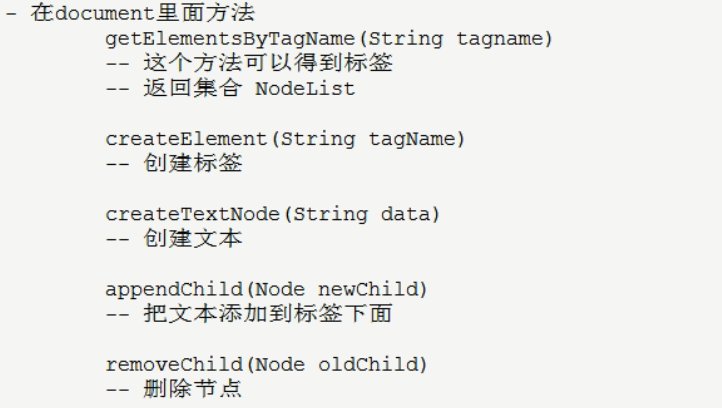 - 在document里面方法
getElementsByTagName(String tagname)
-- 这个方法可以得到标签
-- 返回集合 NodeList
createElement(String tagName)
-- 创建标签
createTextNode(String data)
-- 创建文本
appendChild(Node newChild)
-- 把文本添加到标签下面
removeChild(Node oldChild)
-- 删除节点